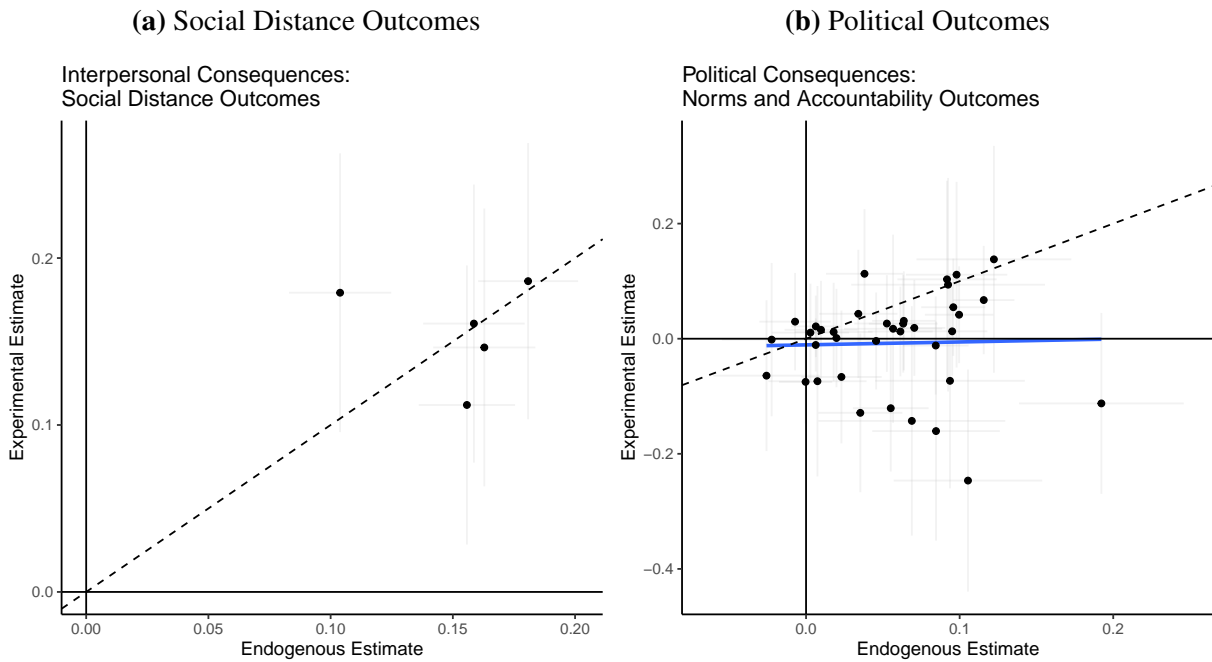 (a) Social Distance Outcomes
Interpersonal Consequences:
Social Distance Outcomes
Experimental Estimate
0.2
0.1
0.0
0.00 0.05 0.10 0.15 0.20
Endogenous Estimate
(b) Political Outcomes
Political Consequences:
Norms and Accountability Outcomes
Experimental Estimate
0.2
0.0
−0.2
−0.4
0.0 0.1 0.2
Endogenous Estimate